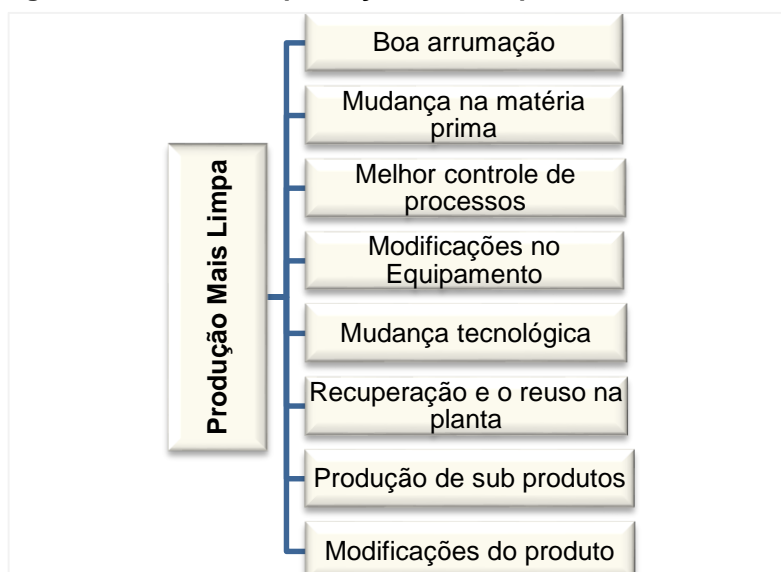 Produção Mais Limpa
Boa arrumação
Mudança na matéria
prima
Melhor controle de
processos
Modificações no
Equipamento
Mudança tecnológica
Recuperação e o reuso na
planta
Produção de sub produtos
Modificações do produto